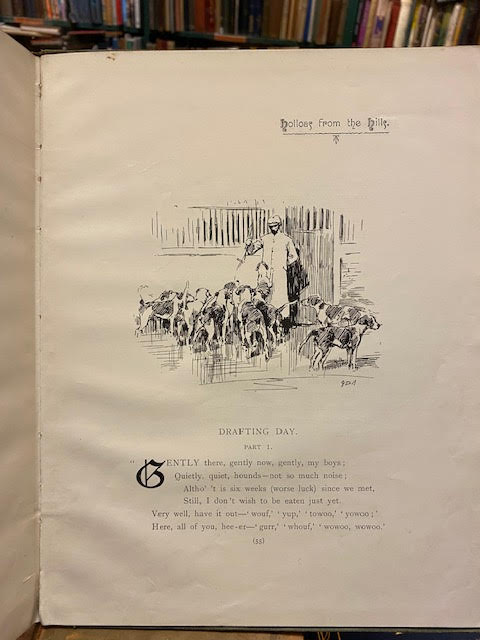 Holloas from the Hills.
G.D.A
DRAFTING DAY.
PART I.
“ GENTLY there, gently now, gently, my boys ;
Quietly, quiet, hounds—not so much noise ;
Altho' 't is six weeks (worse luck) since we met,
Still, I don't wish to be eaten just yet.
Very well, have it out—' wouf,' ' yup,' ' towoo,' ' yowoo ; '
Here, all of you, hee-er—' gurr,' ' whouf,' ' wowoo, wowoo.'
(55)